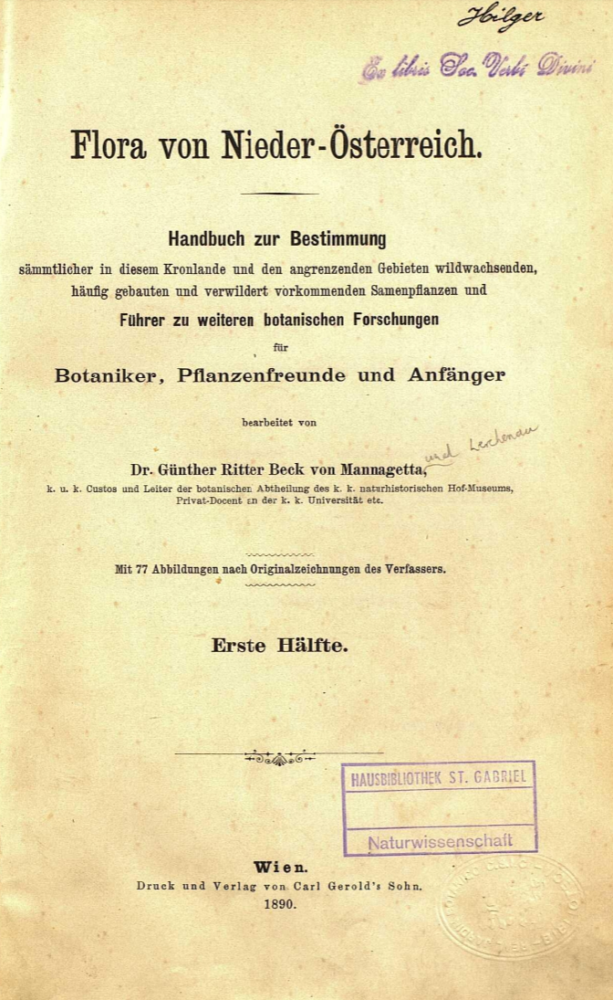 Hilger
Ex libris Soc. Verbi Divini
Flora von Nieder-Österreich.
Handbuch zur Bestimmung
sämmtlicher in diesem Kronlande und den angrenzenden Gebieten wildwachsenden,
häufig gebauten und verwildert vorkommenden Samenpflanzen und
Führer zu weiteren botanischen Forschungen
für
Botaniker, Pflanzenfreunde und Anfänger
bearbeitet von
und Lerchenau
Dr. Günther Ritter Beck von Mannagetta,
k. u. k. Custos und Leiter der botanischen Abtheilung des k. k. naturhistorischen Hof-Museums,
Privat-Docent an der k. k. Universität etc.
Mit 77 Abbildungen nach Originalzeichnungen des Verfassers.
Erste Hälfte.
HAUSBIBLIOTHEK ST. GABRIEL
Naturwissenschaft
Wien.
Druck und Verlag von Carl Gerold's Sohn.
1890.